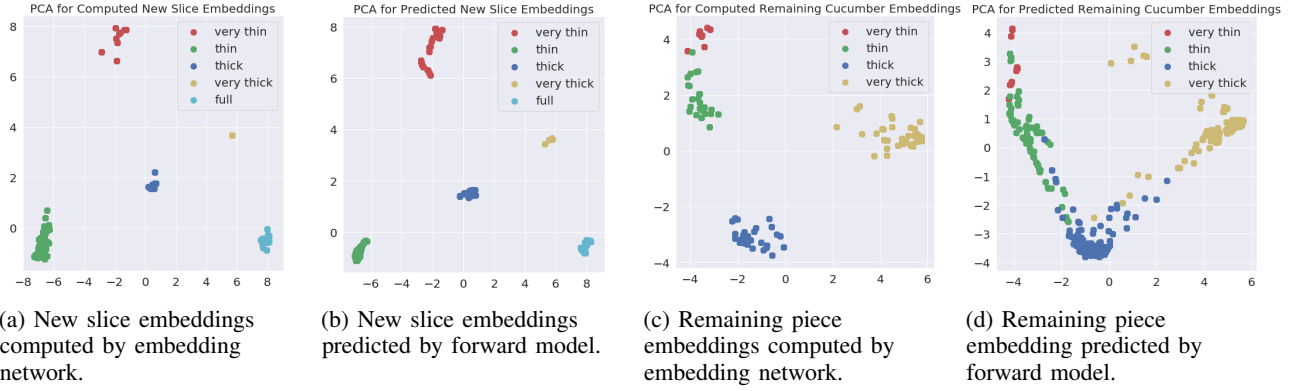 PCA for Computed New Slice Embeddings
8
6
4
2
0
−8 −6 −4 −2 0 2 4 6 8
very thin
thin
thick
very thick
full
(a) New slice embeddings
computed by embedding
network.
PCA for Predicted New Slice Embeddings
8
6
4
2
0
−6 −4 −2 0 2 4 6 8
very thin
thin
thick
very thick
full
(b) New slice embeddings
predicted by forward model.
PCA for Computed Remaining Cucumber Embeddings
4
2
0
−2
−4
−4 −2 0 2 4 6
very thin
thin
thick
very thick
(c) Remaining piece
embeddings computed by
embedding network.
PCA for Predicted Remaining Cucumber Embeddings
4
3
2
1
0
−1
−2
−3
−4
−4 −2 0 2 4 6
very thin
thin
thick
very thick
(d) Remaining piece
embedding predicted by
forward model.